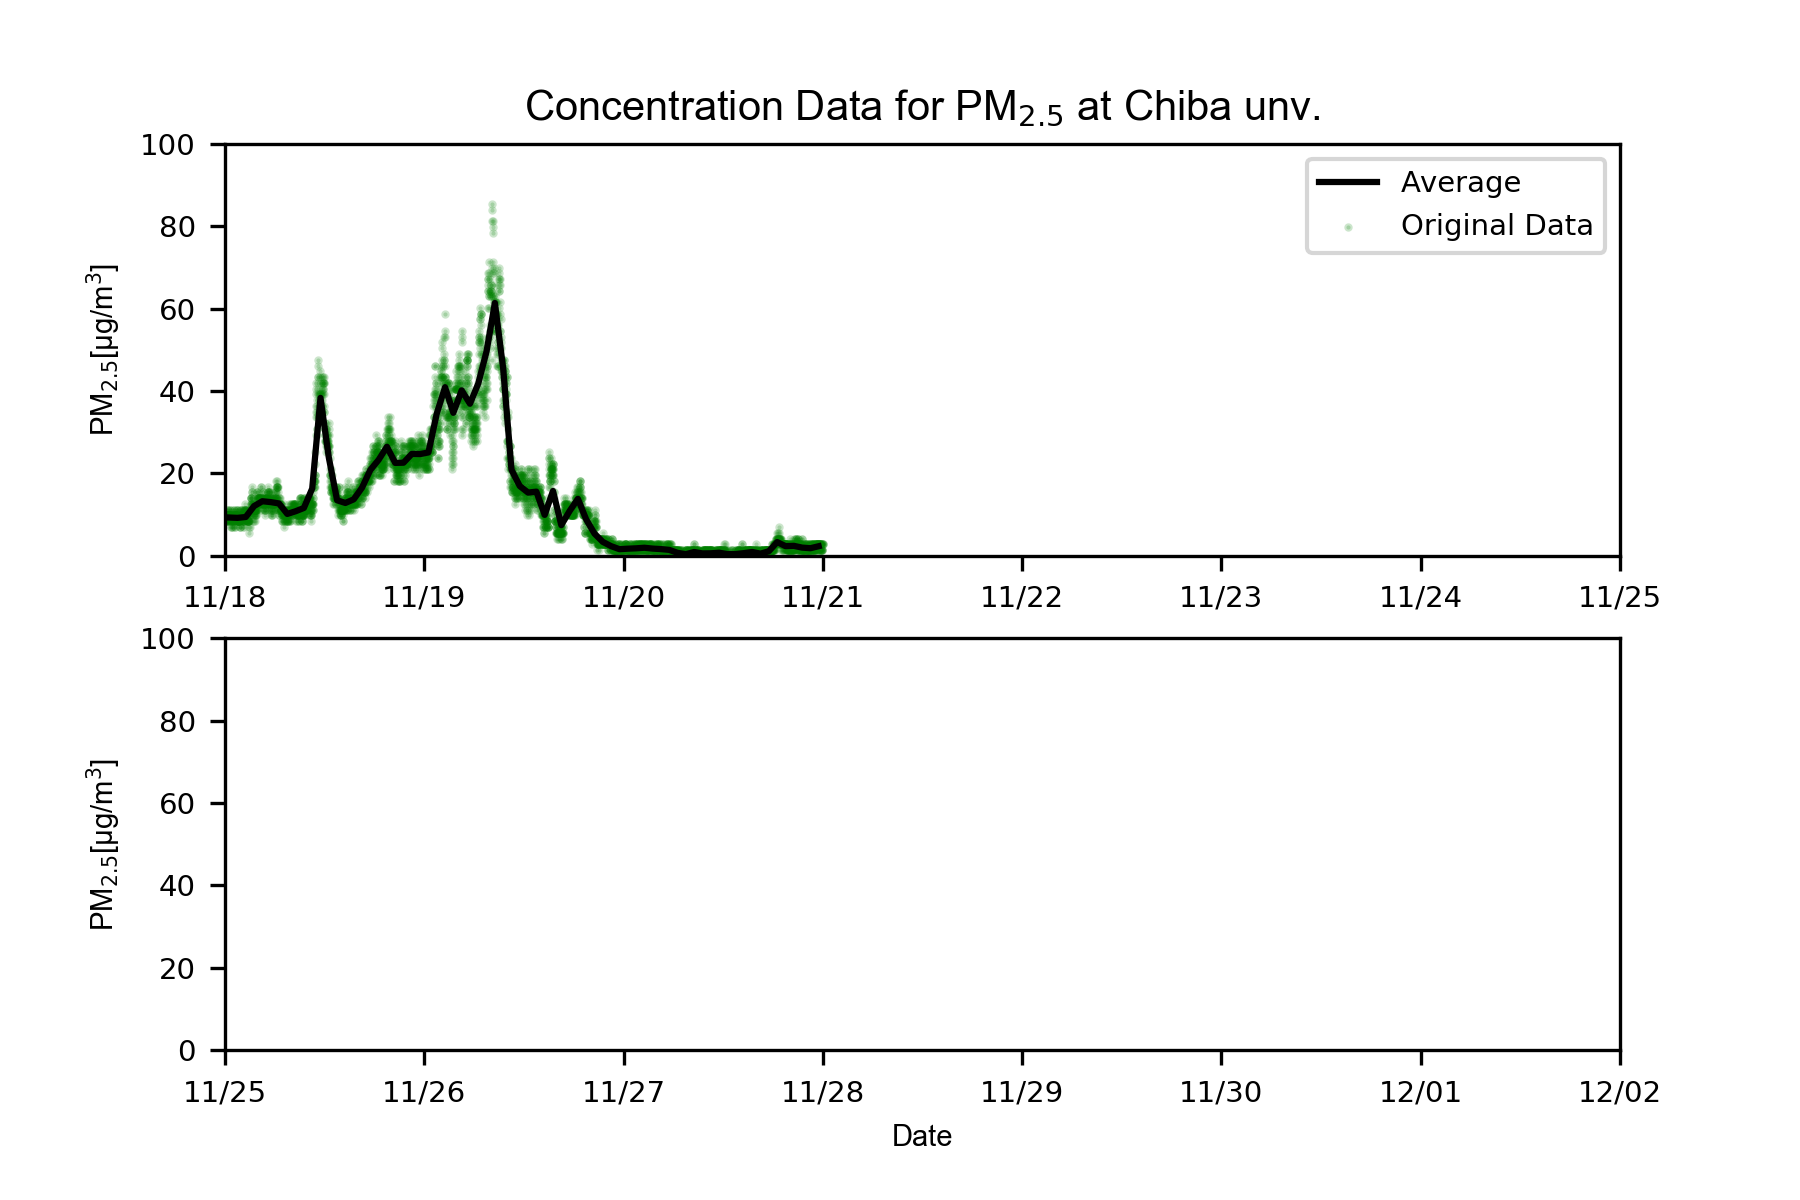 Concentration Data for PM2.5 at Chiba unv.
100
80
60
40
20
0
PM2.5[µg/m3]
Average
Original Data
11/18 11/19 11/20 11/21 11/22 11/23 11/24 11/25
100
80
60
40
20
0
PM2.5[µg/m3]
11/25 11/26 11/27 11/28 11/29 11/30 12/01 12/02
Date